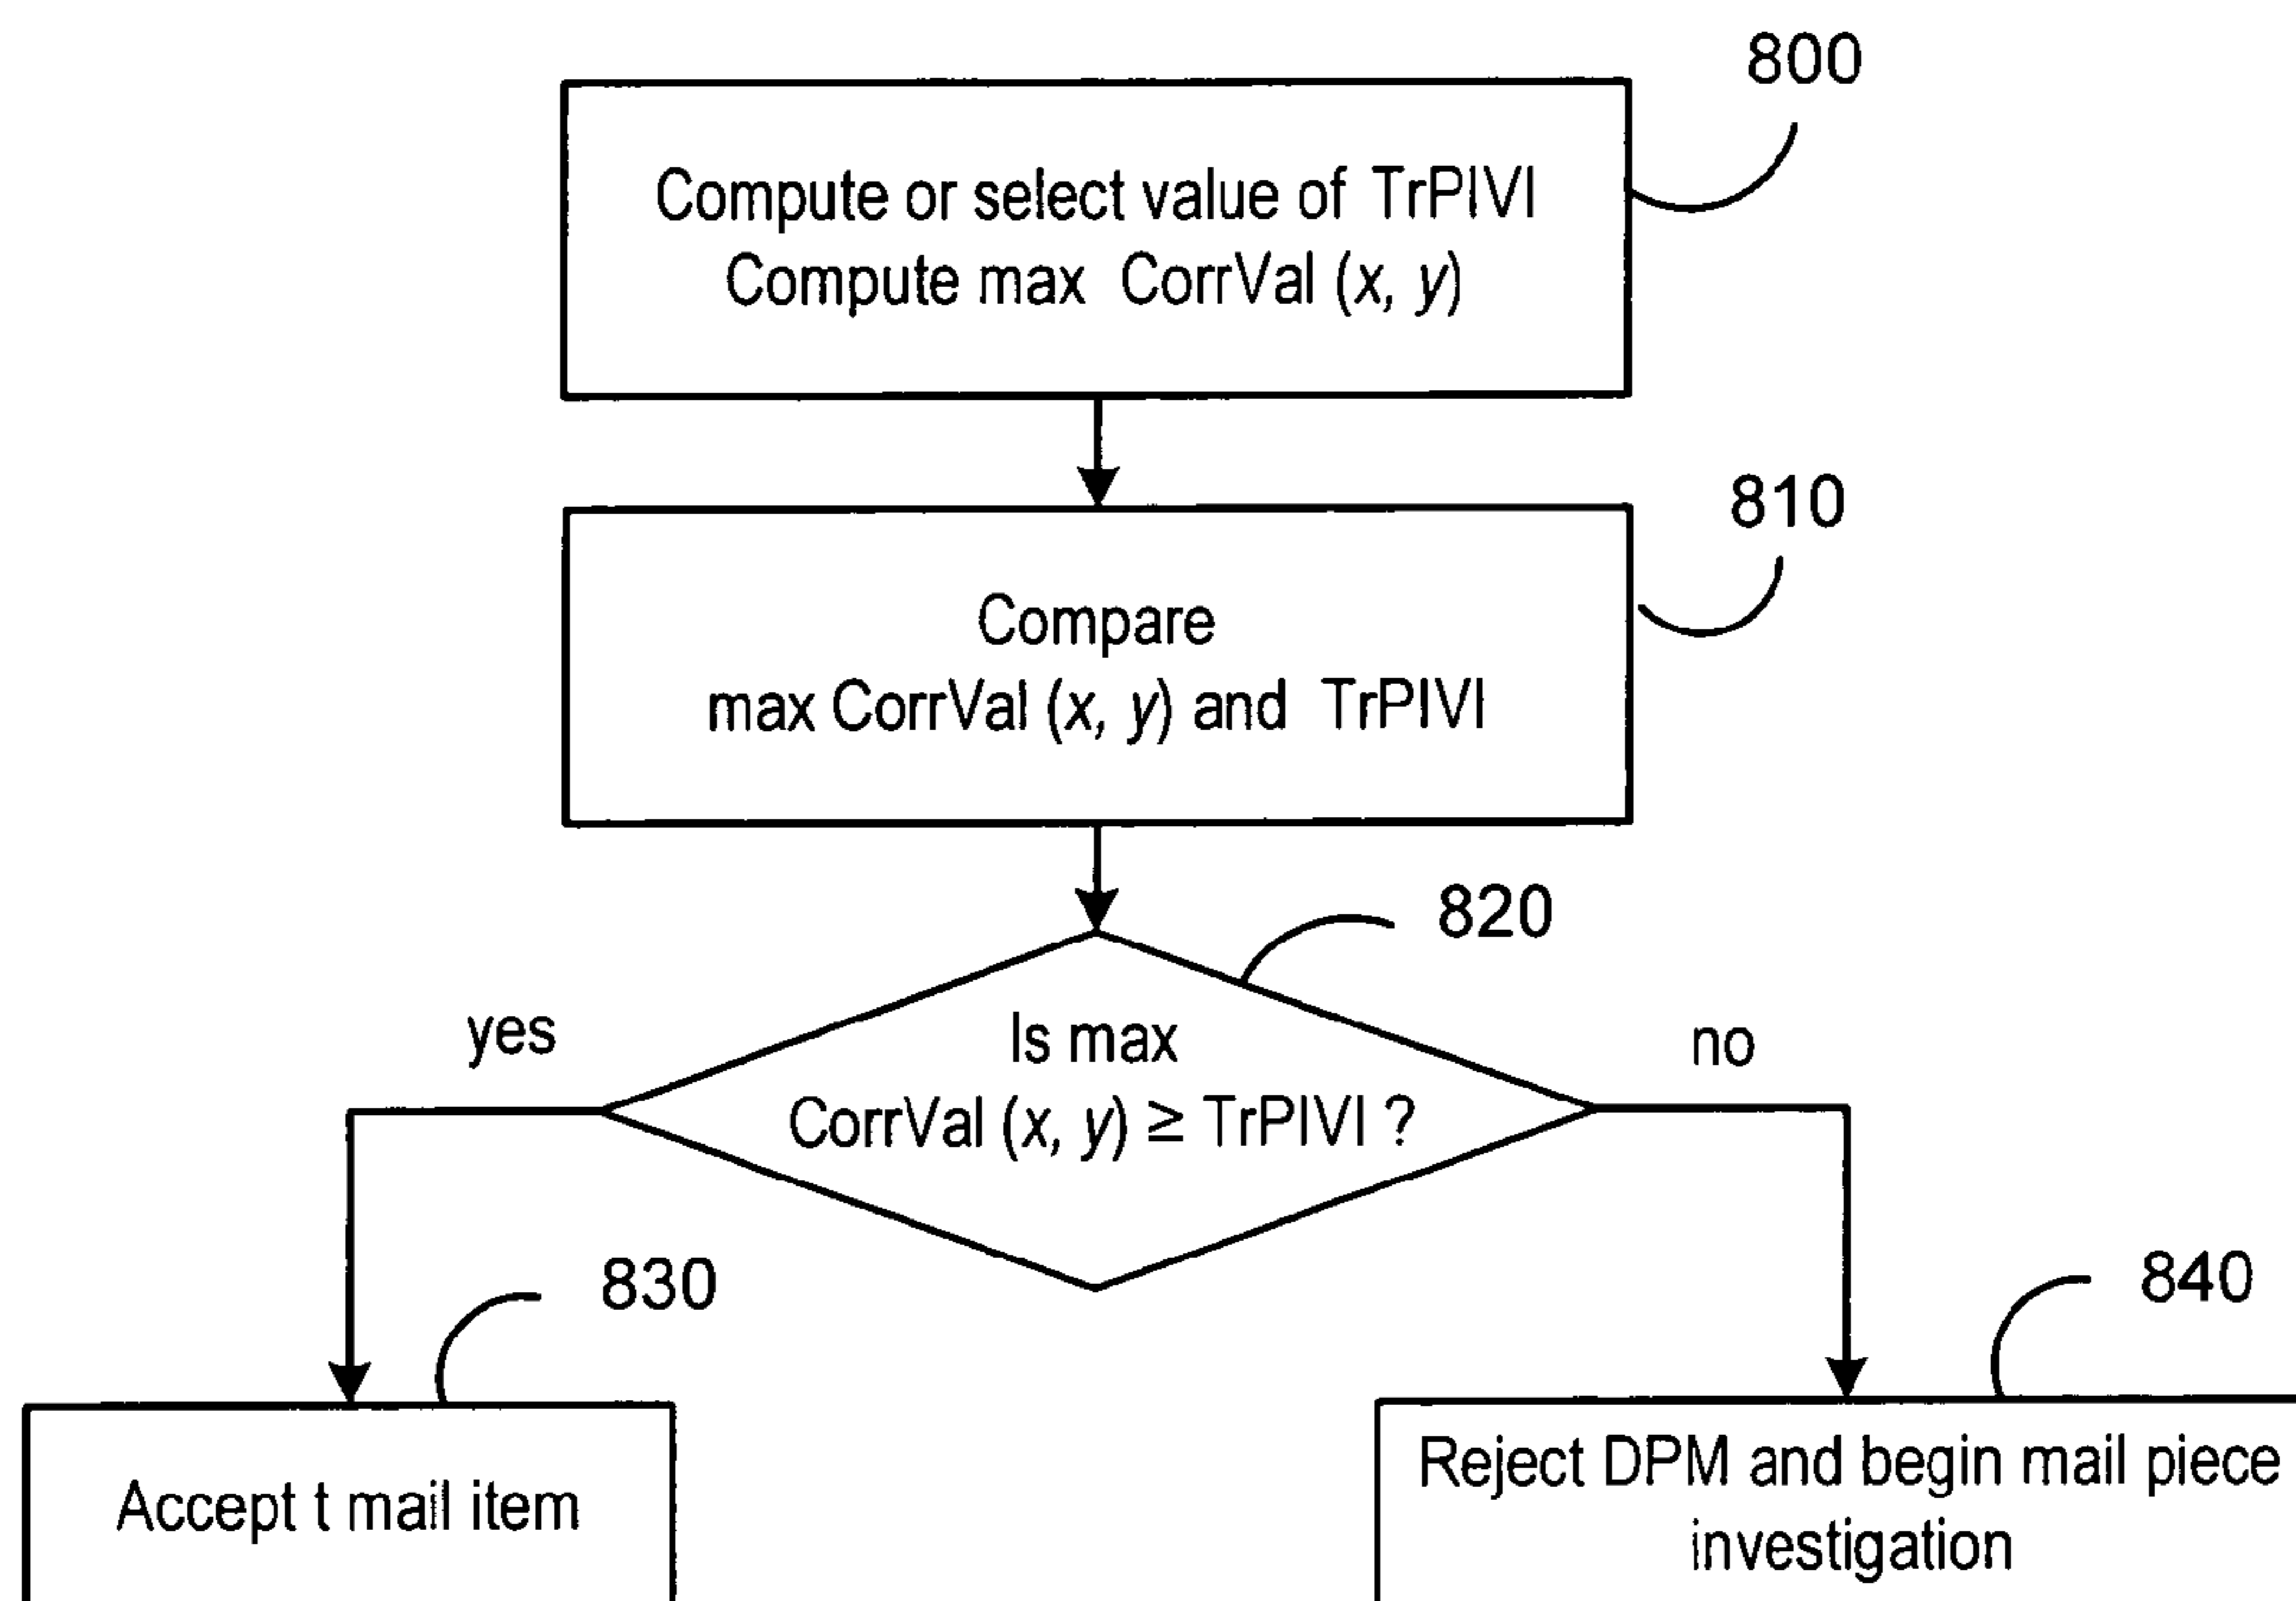 800
Compute or select value of TrPIVI
Compute max CorrVal (x, y)
810
Compare
max CorrVal (x, y) and TrPIVI
820
yes
Is max
CorrVal (x, y) ≥ TrPIVI ?
no
830
840
Accept t mail item
Reject DPM and begin mail piece
investigation